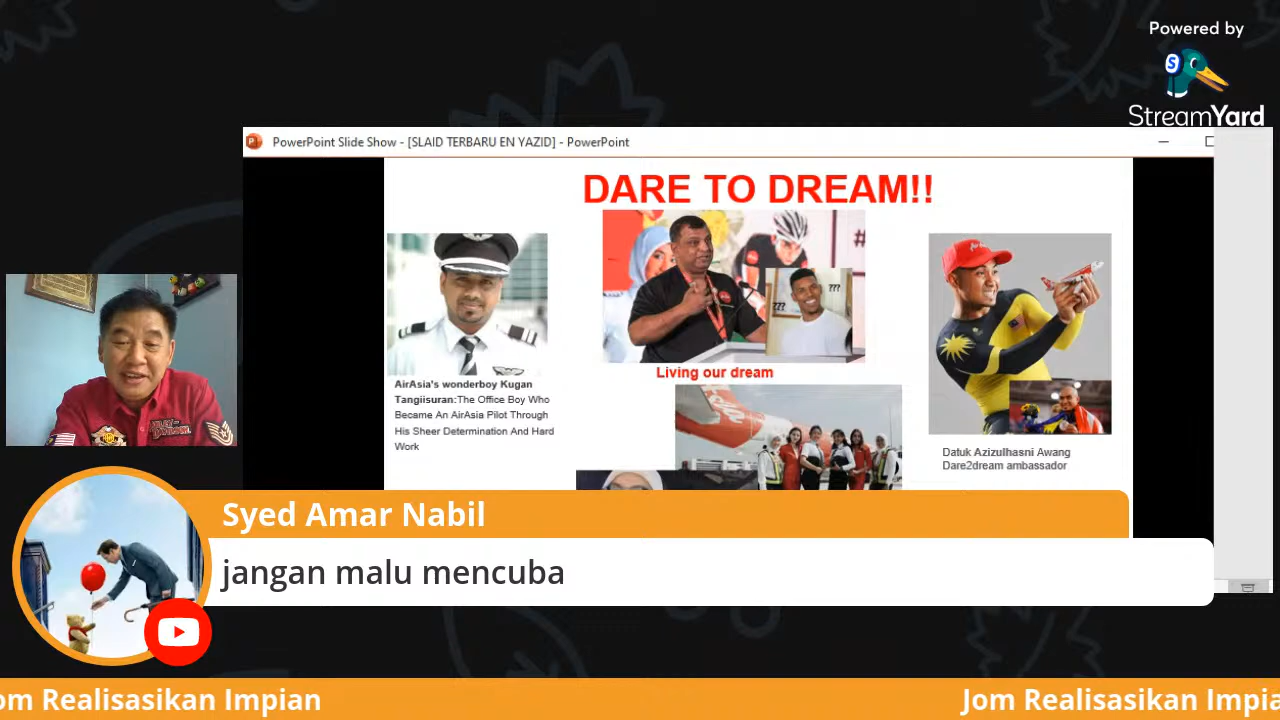 Powered by
StreamYard
PowerPoint Slide Show - [SLAID TERBARU EN YAZID] - PowerPoint
DARE TO DREAM!!
???
???
#
Living our dream
AirAsia's wonderboy Kugan
Tangiisuran:The Office Boy Who
Became An AirAsia Pilot Through
His Sheer Determination And Hard
Work
Datuk Azizulhasni Awang
Dare2dream ambassador
Syed Amar Nabil
jangan malu mencuba
om Realisasikan Impian
Jom Realisasikan Impia